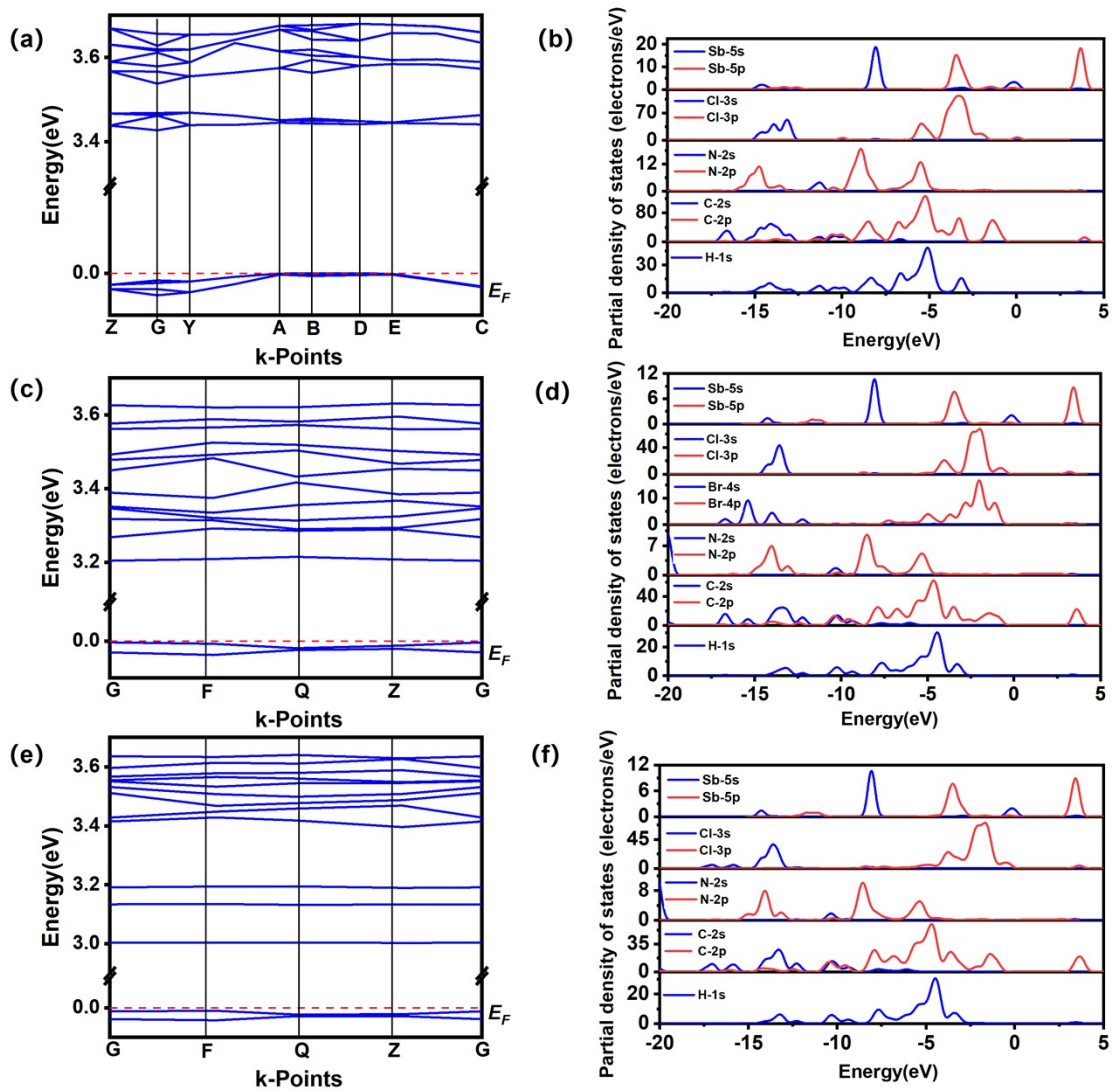 (a)
Energy(eV)
3.6
3.4
0.0
E_F
Z G Y A B D E C
k-Points
(b)
Partial density of states (electrons/eV)
Sb-5s
Sb-5p
20
10
0
Cl-3s
Cl-3p
70
0
N-2s
N-2p
12
0
C-2s
C-2p
80
0
H-1s
30
0
-20 -15 -10 -5 0 5
Energy(eV)
(c)
Energy(eV)
3.6
3.4
3.2
0.0
E_F
G F Q Z G
k-Points
(d)
Partial density of states (electrons/eV)
Sb-5s
Sb-5p
12
6
0
Cl-3s
Cl-3p
40
0
Br-4s
Br-4p
10
0
N-2s
N-2p
7
0
C-2s
C-2p
40
0
H-1s
20
0
-20 -15 -10 -5 0 5
Energy(eV)
(e)
Energy(eV)
3.6
3.4
3.2
3.0
0.0
E_F
G F Q Z G
k-Points
(f)
Partial density of states (electrons/eV)
Sb-5s
Sb-5p
12
6
0
Cl-3s
Cl-3p
45
0
N-2s
N-2p
8
0
C-2s
C-2p
35
0
H-1s
20
0
-20 -15 -10 -5 0 5
Energy(eV)